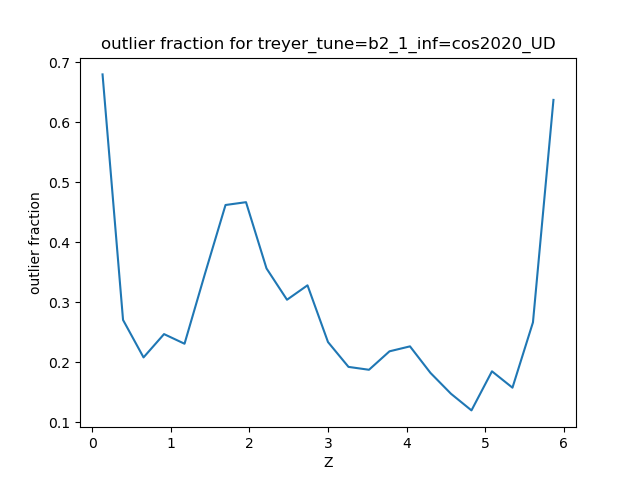 outlier fraction for treyer_tune=b2_1_inf=cos2020_UD
0.7
0.6
0.5
0.4
0.3
0.2
0.1
outlier fraction
0 1 2 3 4 5 6
Z